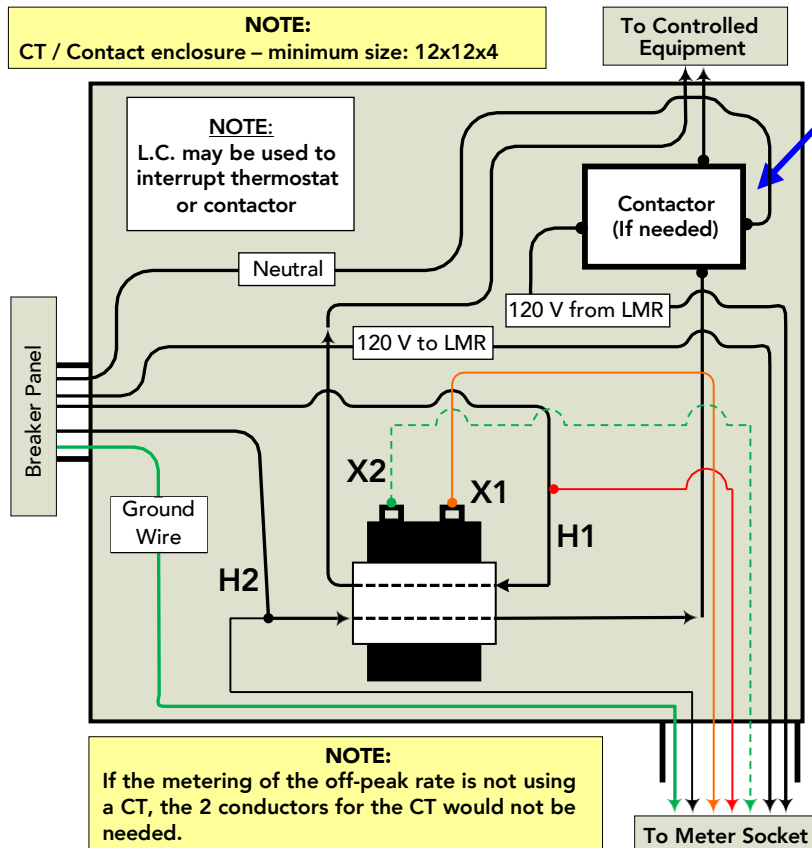 NOTE:
CT / Contact enclosure – minimum size: 12x12x4
To Controlled
Equipment
NOTE:
L.C. may be used to
interrupt thermostat
or contactor
Contactor
(If needed)
Neutral
120 V from LMR
120 V to LMR
Breaker Panel
X2
X1
Ground
Wire
H1
H2
NOTE:
If the metering of the off-peak rate is not using
a CT, the 2 conductors for the CT would not be
needed.
To Meter Socket